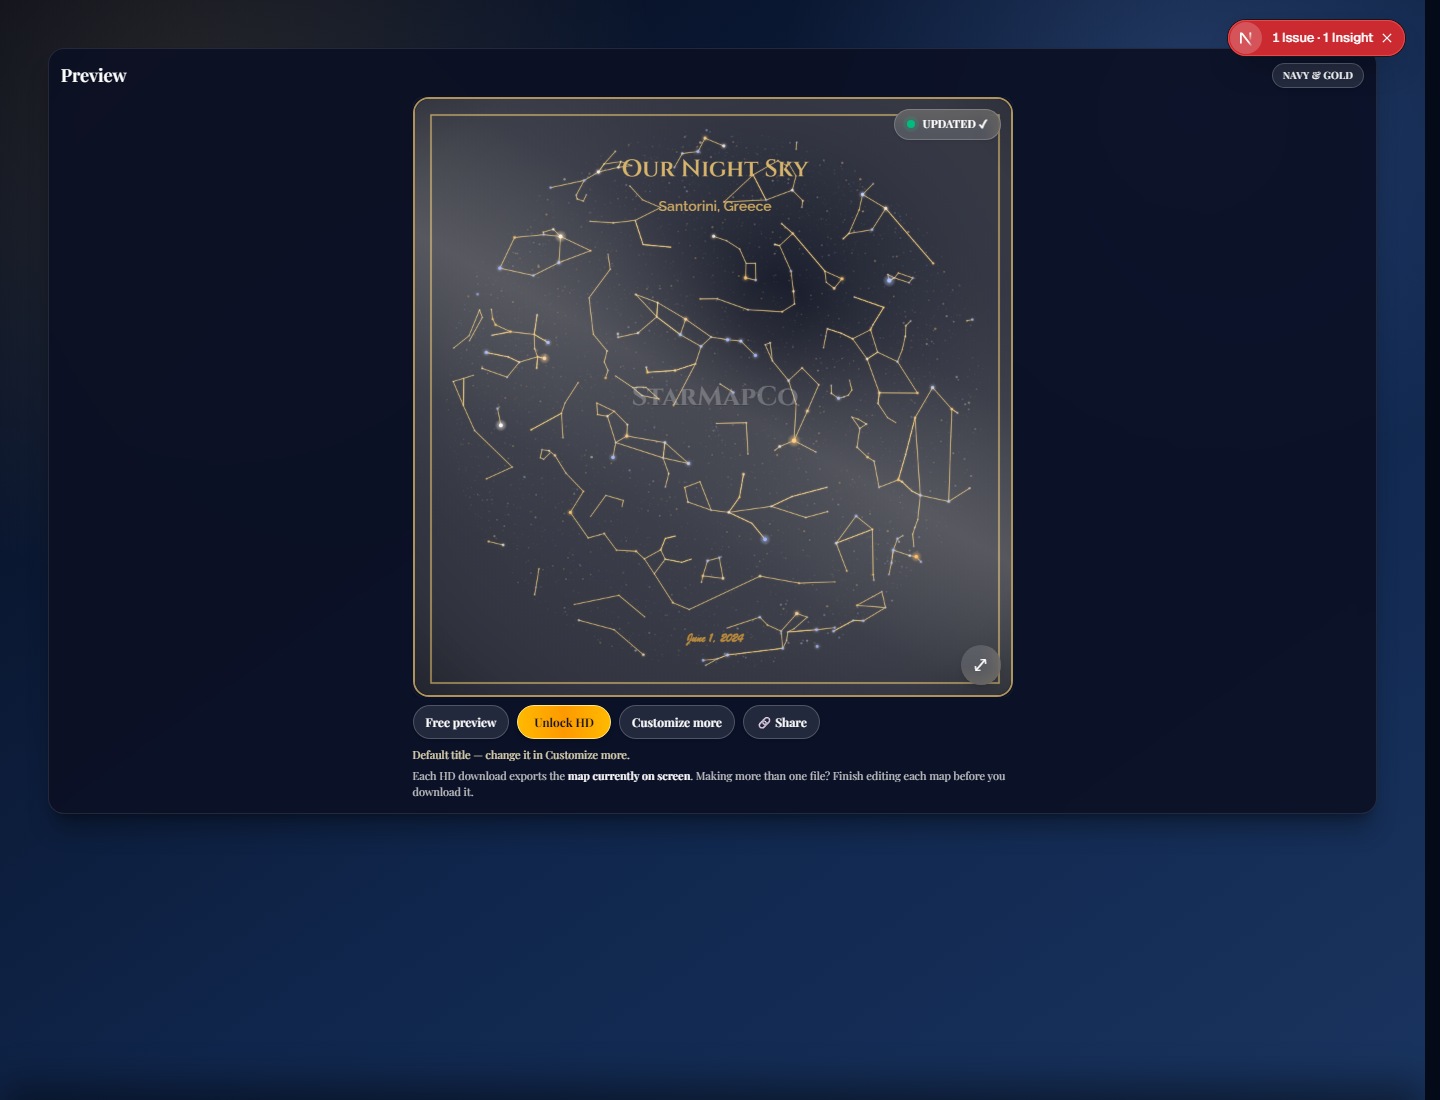 1 Issue · 1 Insight
Preview
NAVY & GOLD
UPDATED ✓
OUR NIGHT SKY
Santorini, Greece
STARMAPCO
June 1, 2024
Free preview
Unlock HD
Customize more
Share
Default title — change it in Customize more.
Each HD download exports the map currently on screen. Making more than one file? Finish editing each map before you
download it.